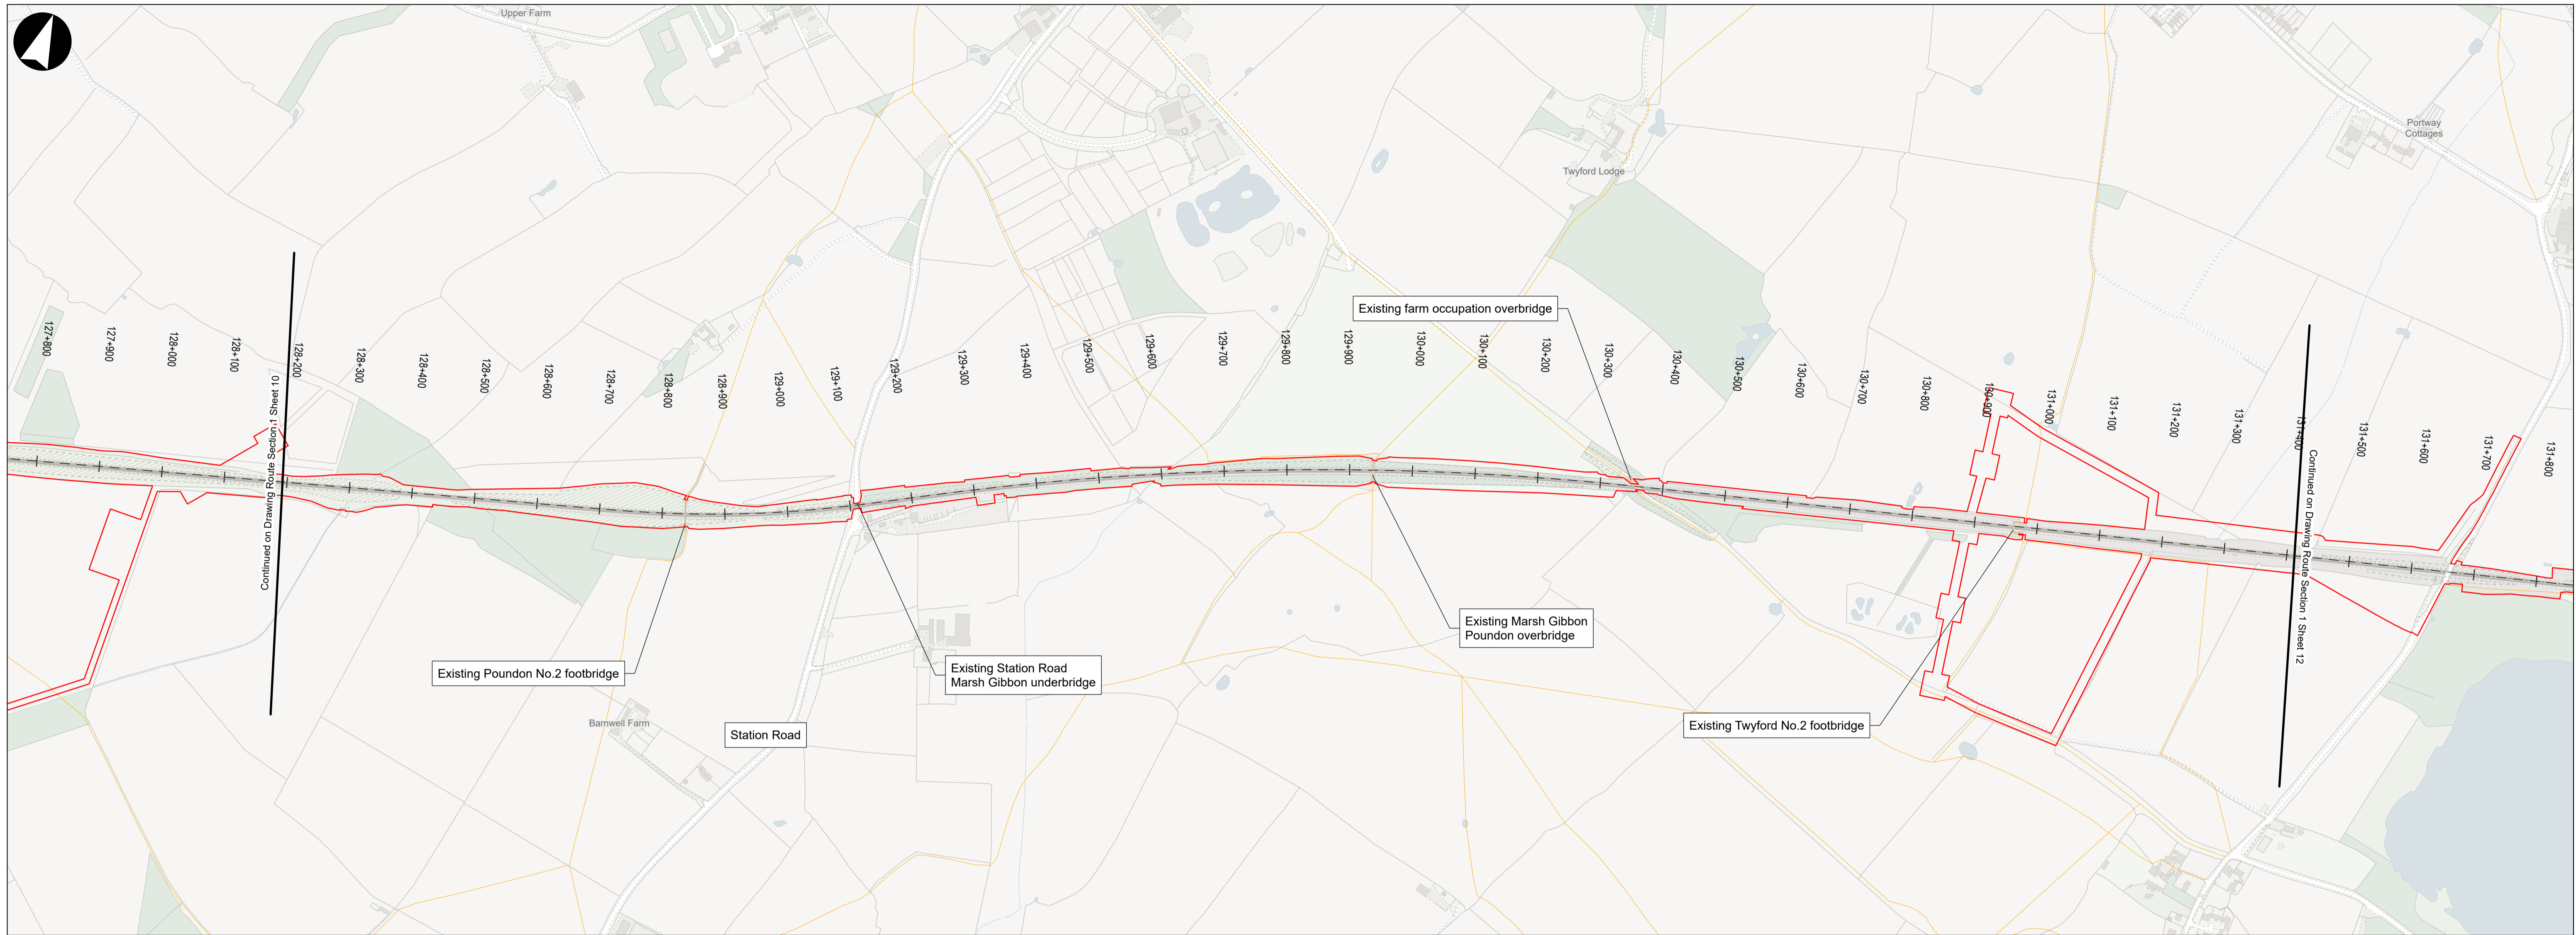 Upper Farm
Portway
Cottages
Twyford Lodge
Existing farm occupation overbridge
127+800
127+900
128+000
128+100
128+200
128+300
128+400
128+500
128+600
128+700
128+800
128+900
129+000
129+100
129+200
129+300
129+400
129+500
129+600
129+700
129+800
129+900
130+000
130+100
130+200
130+300
130+400
130+500
130+600
130+700
130+800
130+900
131+000
131+100
131+200
131+300
131+400
131+500
131+600
131+700
131+800
Continued on Drawing Route Section 1 Sheet 10
Continued on Drawing Route Section 1 Sheet 12
Existing Marsh Gibbon
Poundon overbridge
Existing Poundon No.2 footbridge
Existing Station Road
Marsh Gibbon underbridge
Barnwell Farm
Station Road
Existing Twyford No.2 footbridge